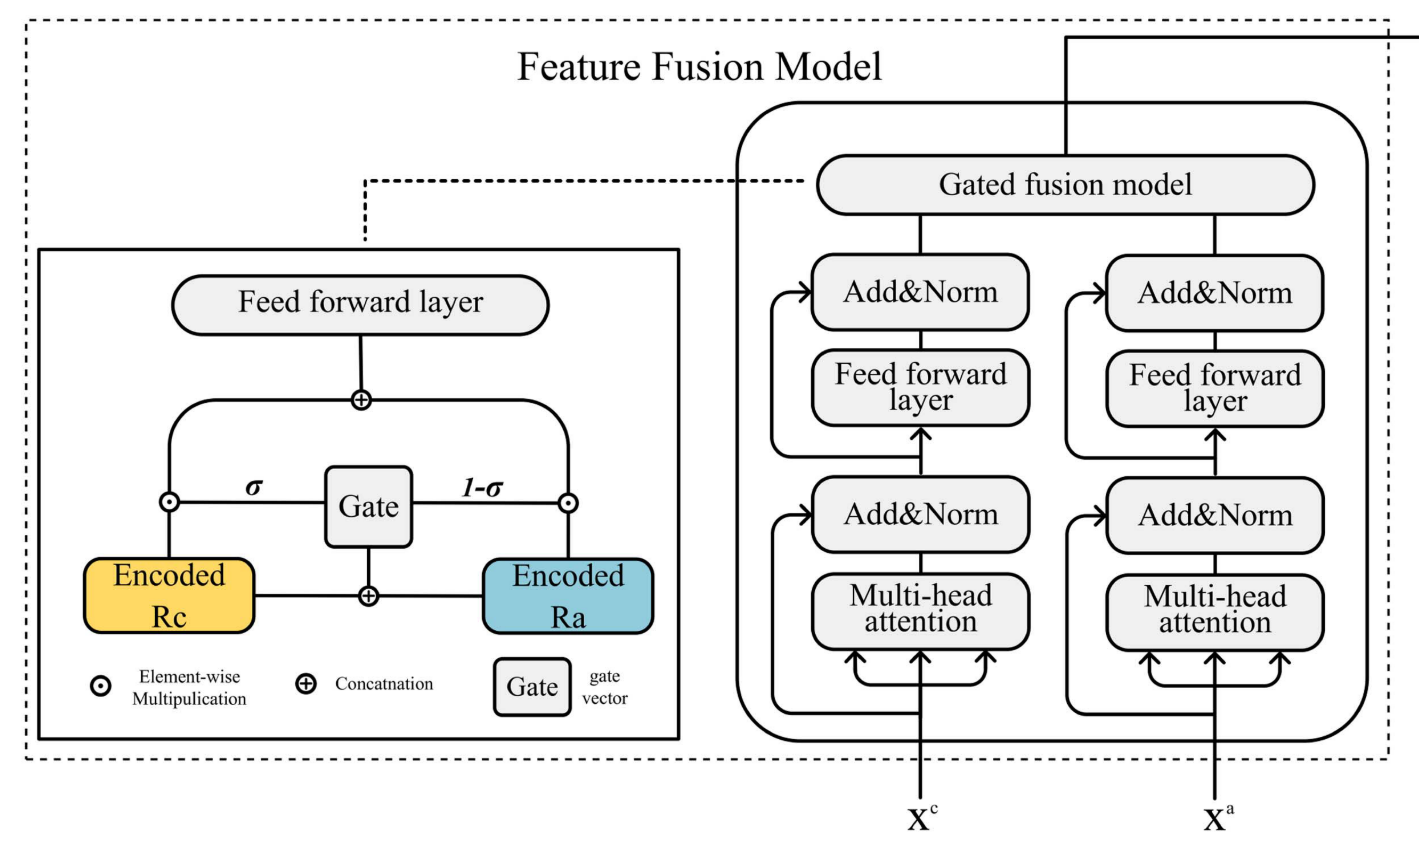 Feature Fusion Model
Gated fusion model
Add&Norm
Add&Norm
Feed forward
layer
Feed forward
layer
Add&Norm
Add&Norm
Multi-head
attention
Multi-head
attention
X^c
X^a
Feed forward layer
σ
Gate
1-σ
Encoded
Rc
Encoded
Ra
Element-wise
Multipulication
Concatnation
Gate
gate
vector